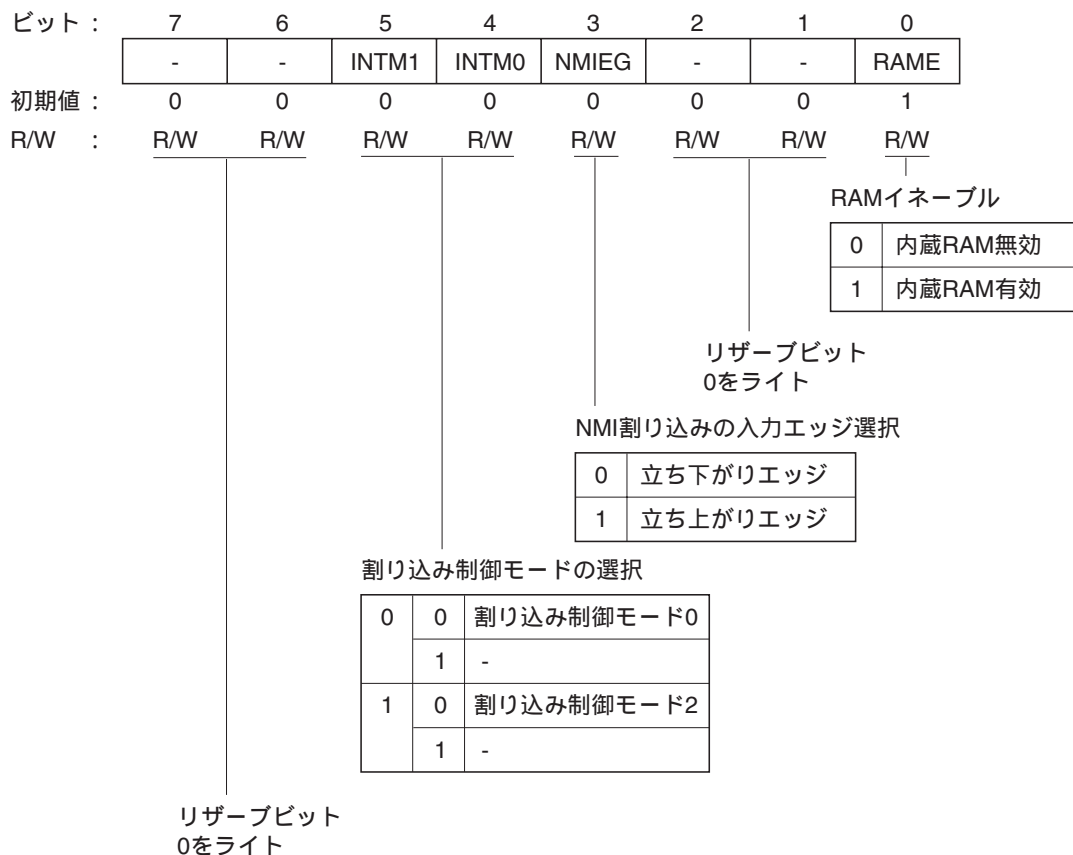 ビット： 7 6 5 4 3 2 1 0
- - INTM1 INTM0 NMIEG - - RAME
初期値： 0 0 0 0 0 0 0 1
R/W ： R/W R/W R/W R/W R/W R/W R/W R/W
RAMイネーブル
0 内蔵RAM無効
1 内蔵RAM有効
リザーブビット
0をライト
NMI割り込みの入力エッジ選択
0 立ち下がりエッジ
1 立ち上がりエッジ
割り込み制御モードの選択
0 0 割り込み制御モード0
1 -
1 0 割り込み制御モード2
1 -
リザーブビット
0をライト